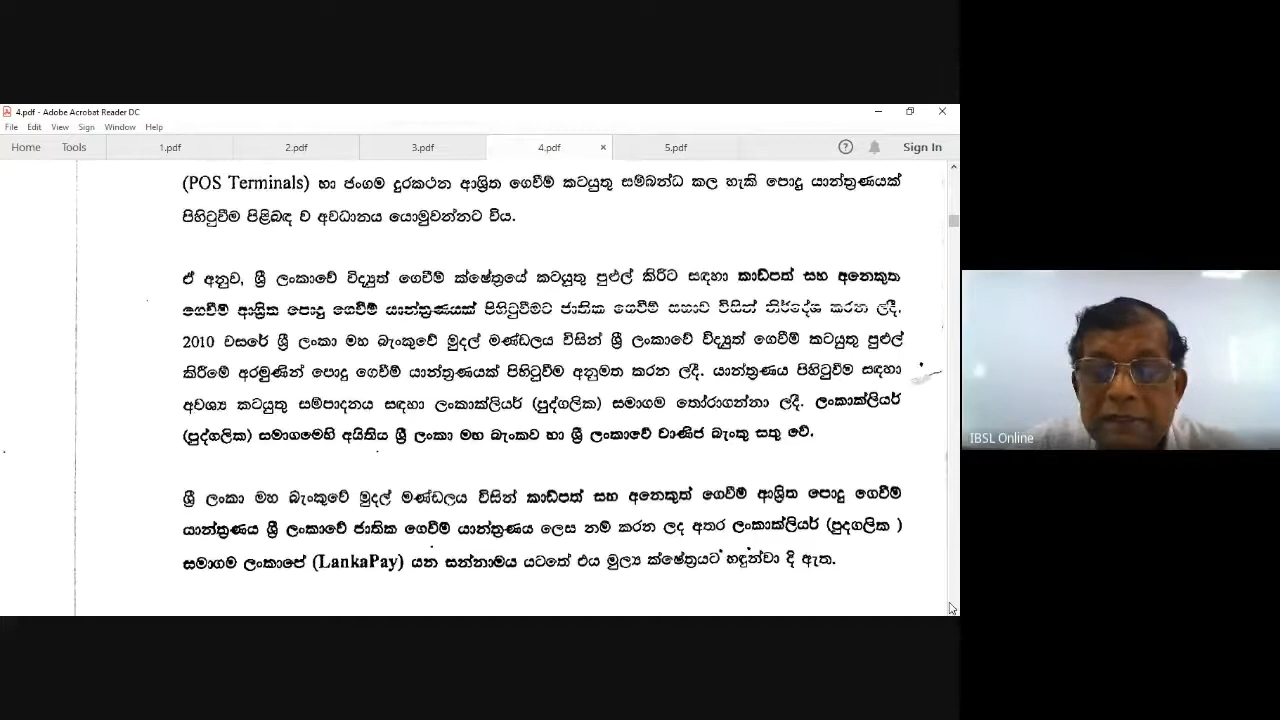 4.pdf - Adobe Acrobat Reader DC
File Edit View Sign Window Help
Home Tools 1.pdf 2.pdf 3.pdf 4.pdf × 5.pdf Sign In
(POS Terminals) හා ජංගම දුරකථන ආශ්‍රිත ගෙවීම් කටයුතු සම්බන්ධ කල හැකි පොදු යාන්ත්‍රණයක්
පිහිටුවීම පිළිබඳ ව අවධානය යොමුවන්නට විය.
ඒ අනුව, ශ්‍රී ලංකාවේ විද්‍යුත් ගෙවීම් ක්ෂේත්‍රයේ කටයුතු පුළුල් කිරීට සඳහා කාඩ්පත් සහ අනෙකුත
ගෙවීම් ආශ්‍රිත පොදු ගෙවීම් යාන්ත්‍රණයක් පිහිටුවීමට ජාතික ගෙවීම් සභාව විසින් නිර්දේශ කරන ලදී.
2010 වසරේ ශ්‍රී ලංකා මහ බැංකුවේ මුදල් මණ්ඩලය විසින් ශ්‍රී ලංකාවේ විද්‍යුත් ගෙවීම් කටයුතු පුළුල්
කිරීමේ අරමුණින් පොදු ගෙවීම් යාන්ත්‍රණයක් පිහිටුවීම අනුමත කරන ලදී. යාන්ත්‍රණය පිහිටුවීම සඳහා
අවශ්‍ය කටයුතු සම්පාදනය සඳහා ලංකාක්ලියර් (පුද්ගලික) සමාගම තෝරාගන්නා ලදී. ලංකාක්ලියර්
(පුද්ගලික) සමාගමෙහි අයිතිය ශ්‍රී ලංකා මහ බැංකුව හා ශ්‍රී ලංකාවේ වාණිජ බැංකු සතු වේ.
ශ්‍රී ලංකා මහ බැංකුවේ මුදල් මණ්ඩලය විසින් කාඩ්පත් සහ අනෙකුත් ගෙවීම් ආශ්‍රිත පොදු ගෙවීම්
යාන්ත්‍රණය ශ්‍රී ලංකාවේ ජාතික ගෙවීම් යාන්ත්‍රණය ලෙස නම් කරන ලද අතර ලංකාක්ලියර් (පුදගලික )
සමාගම ලංකාපේ (LankaPay) යන සන්නාමය යටතේ එය මුල්‍ය ක්ෂේත්‍රයට හඳුන්වා දි ඇත.
IBSL Online